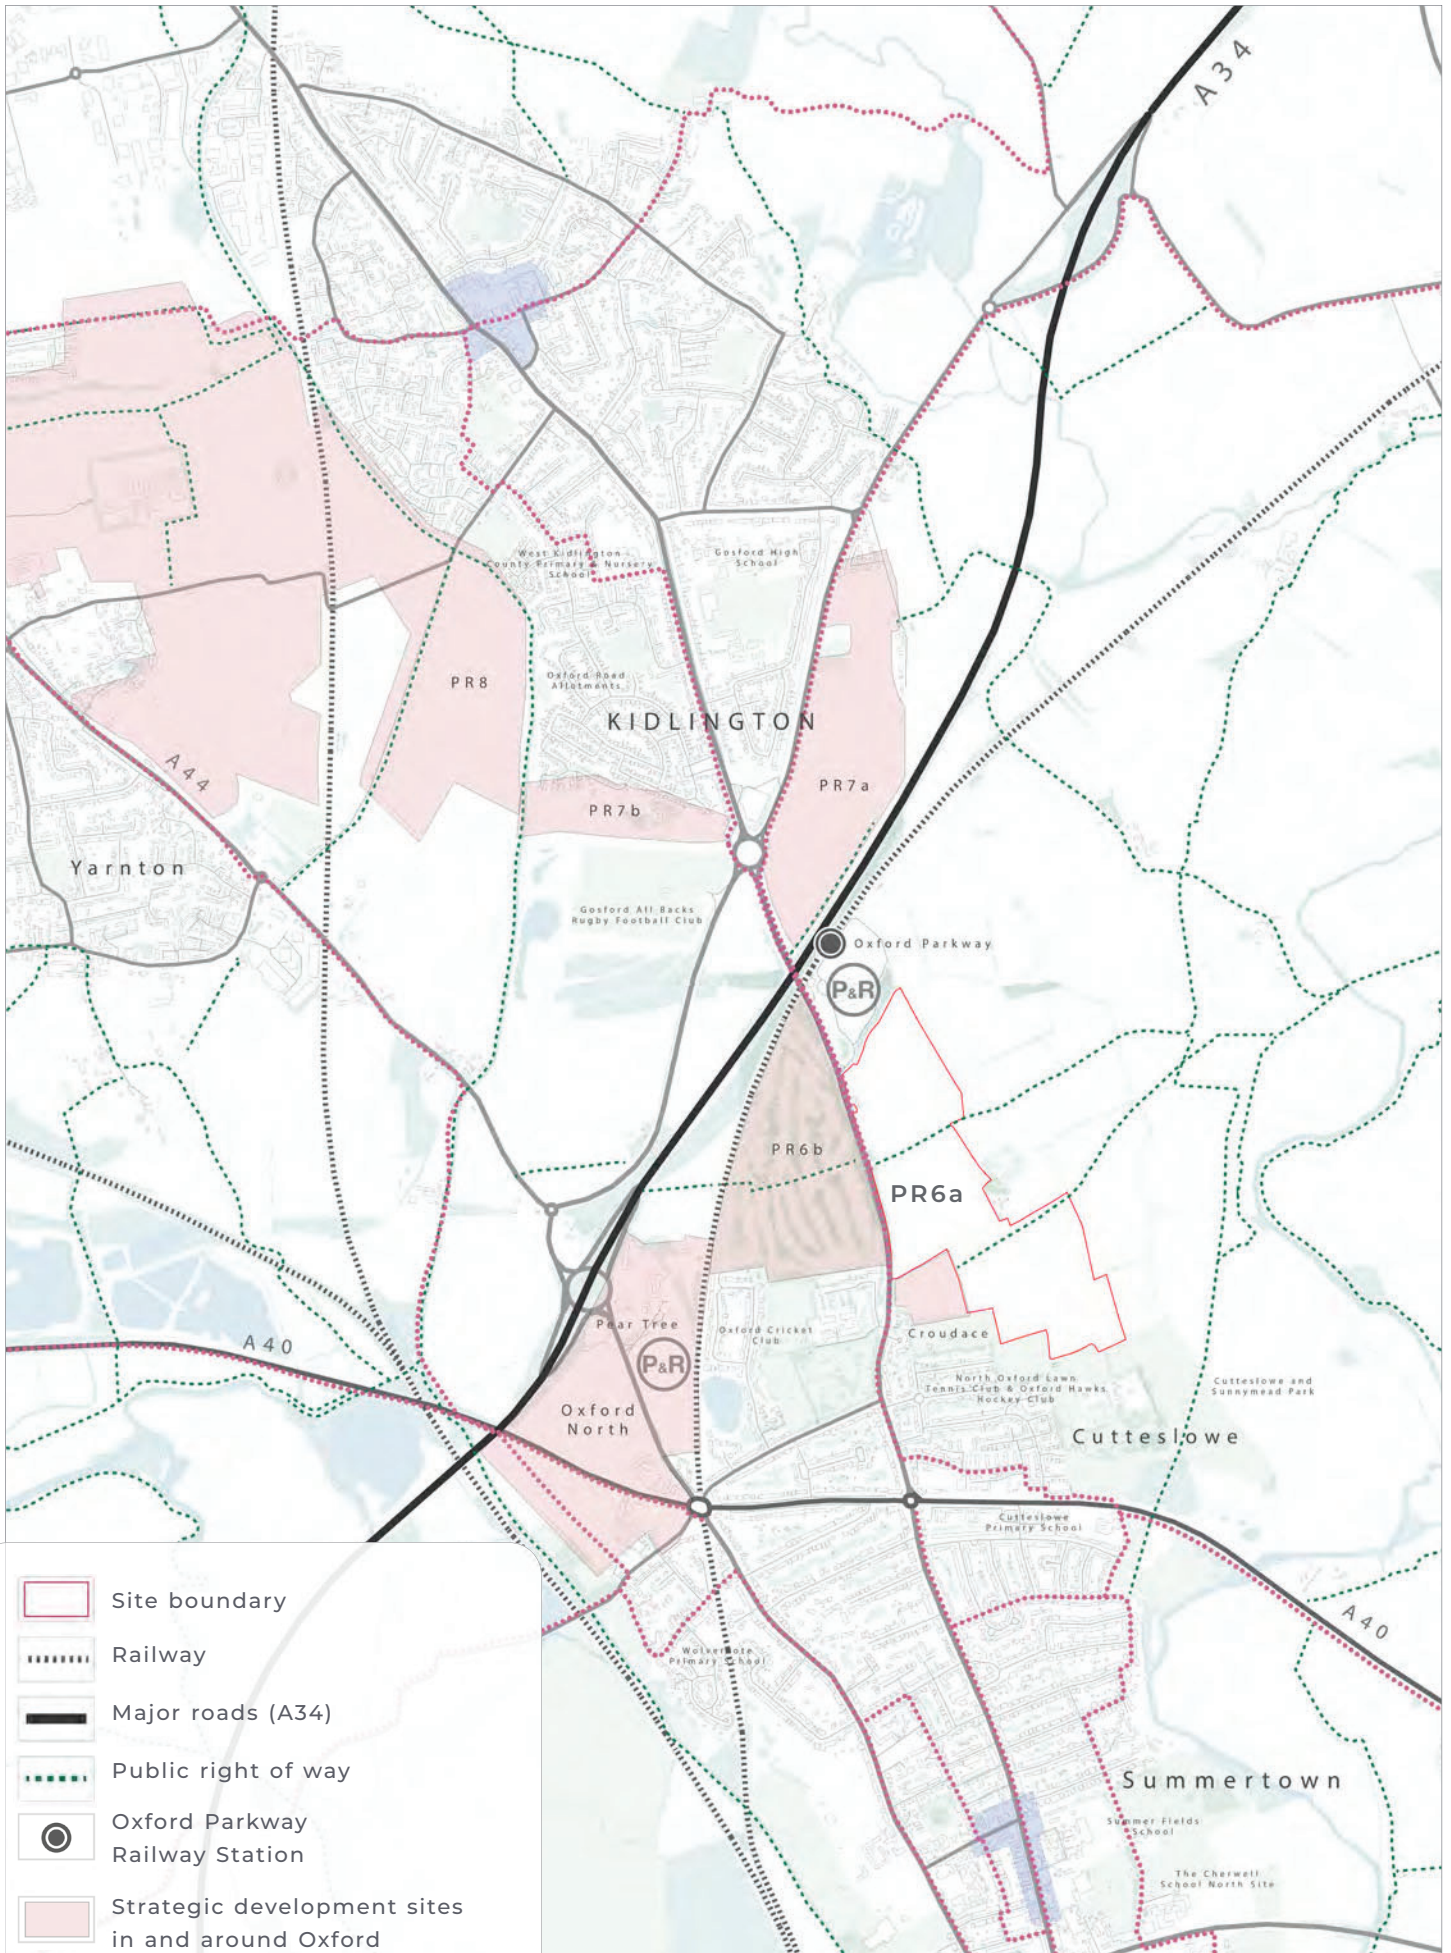 A34
West Kidlington
County Primary & Nursery
School
Gosford High
School
PR8
Oxford Road
Allotments
KIDLINGTON
A44
PR7a
PR7b
Yarnton
Gosford All Backs
Rugby Football Club
Oxford Parkway
P&R
PR6b
PR6a
Pear Tree
P&R
Oxford Cricket
Club
Croudace
A40
North Oxford Lawn
Tennis Club & Oxford Hawks
Hockey Club
Cutteslowe and
Sunnymead Park
Oxford
North
Cutteslowe
Cutteslowe
Primary School
A40
Wolvercote
Primary School
Summertown
Summer Fields
School
The Cherwell
School North Site
Site boundary
Railway
Major roads (A34)
Public right of way
Oxford Parkway
Railway Station
Strategic development sites
in and around Oxford